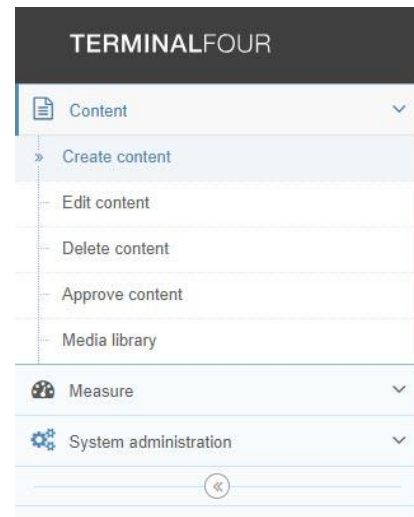 TERMINALFOUR
Content
Create content
Edit content
Delete content
Approve content
Media library
Measure
System administration